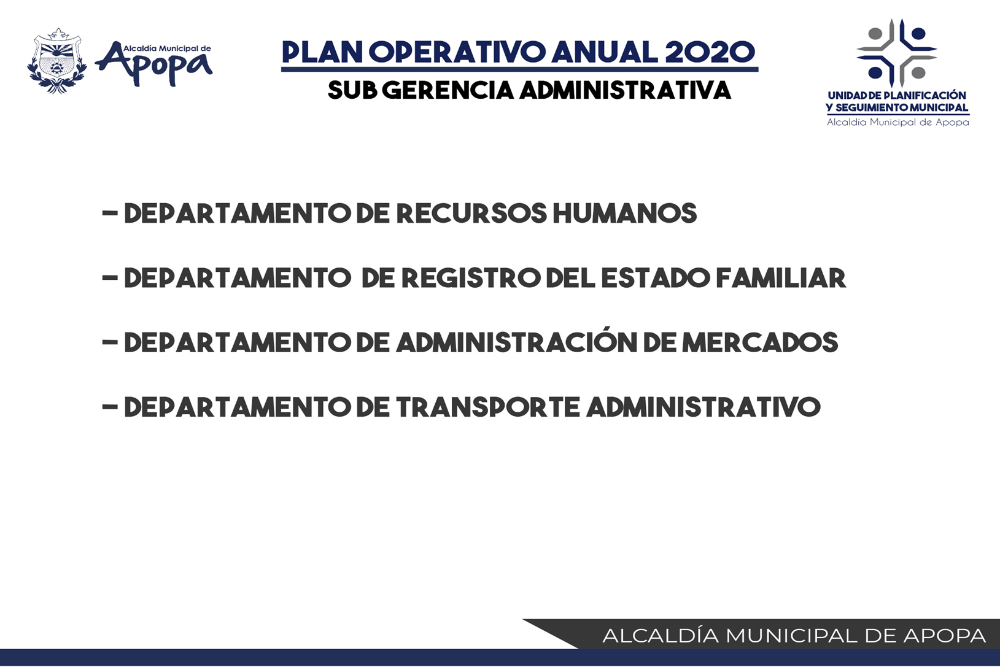 Alcaldía Municipal de
Apopa
PLAN OPERATIVO ANUAL 2020
SUB GERENCIA ADMINISTRATIVA
UNIDAD DE PLANIFICACIÓN
Y SEGUIMIENTO MUNICIPAL
Alcaldía Municipal de Apopa
- DEPARTAMENTO DE RECURSOS HUMANOS
- DEPARTAMENTO DE REGISTRO DEL ESTADO FAMILIAR
- DEPARTAMENTO DE ADMINISTRACIÓN DE MERCADOS
- DEPARTAMENTO DE TRANSPORTE ADMINISTRATIVO
ALCALDÍA MUNICIPAL DE APOPA